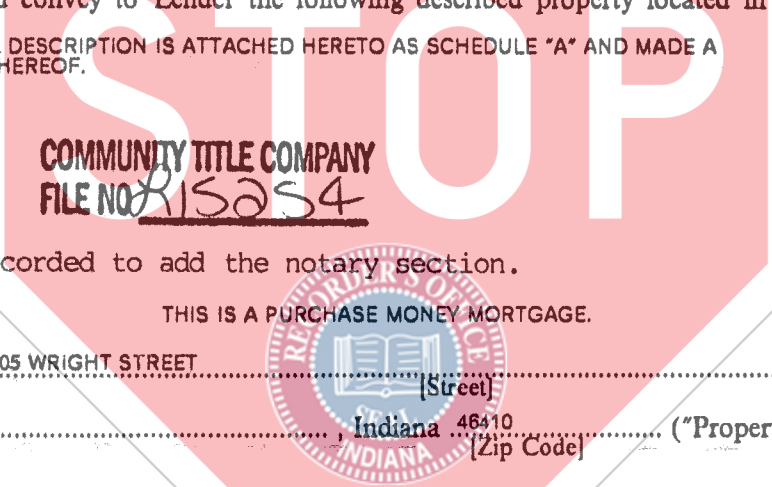 convey to Lender the following described property located in
DESCRIPTION IS ATTACHED HERETO AS SCHEDULE "A" AND MADE A
HEREOF.
STOP
COMMUNITY TITLE COMPANY
FILE NO R15254
corded to add the notary section.
THIS IS A PURCHASE MONEY MORTGAGE.
05 WRIGHT STREET
[Street]
, Indiana 46410 ("Proper
[Zip Code]
RECORDER'S OFFICE
SEAL
INDIANA